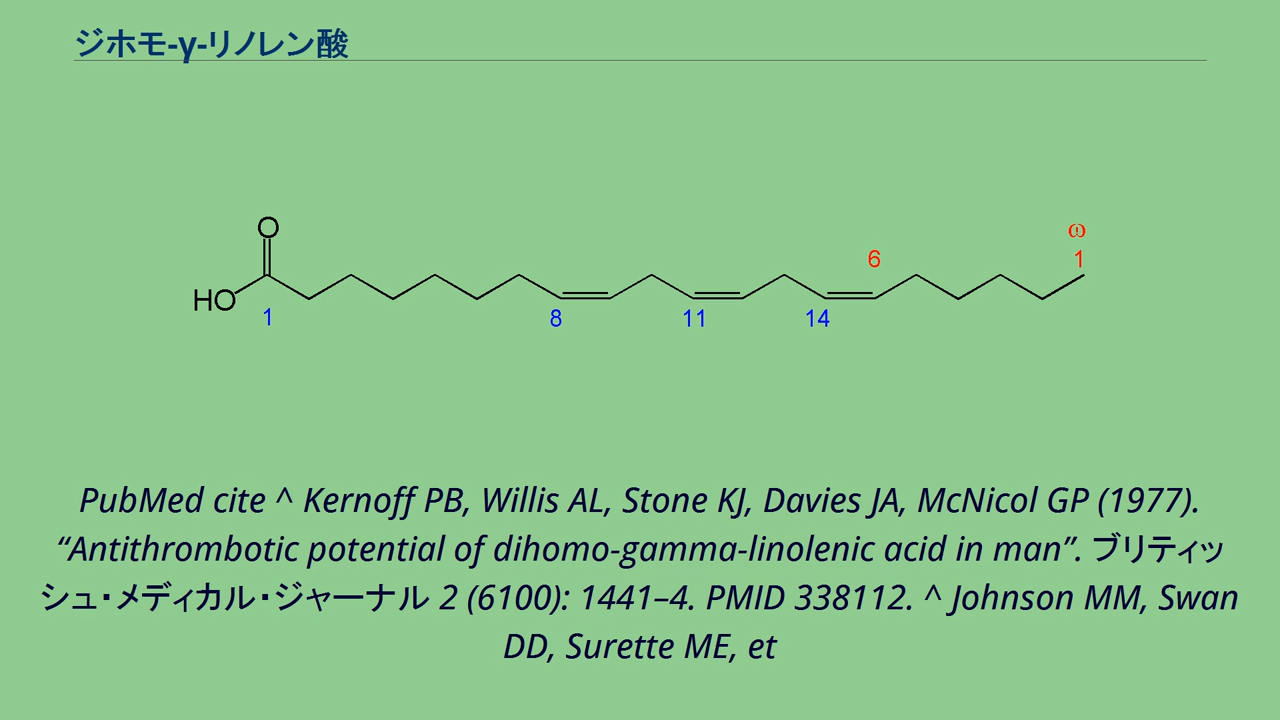 ジホモ-γ-リノレン酸
O
ω
6
1
HO
1
8
11
14
PubMed cite ^ Kernoff PB, Willis AL, Stone KJ, Davies JA, McNicol GP (1977).
“Antithrombotic potential of dihomo-gamma-linolenic acid in man”. ブリティッ
シュ・メディカル・ジャーナル 2 (6100): 1441–4. PMID 338112. ^ Johnson MM, Swan
DD, Surette ME, et